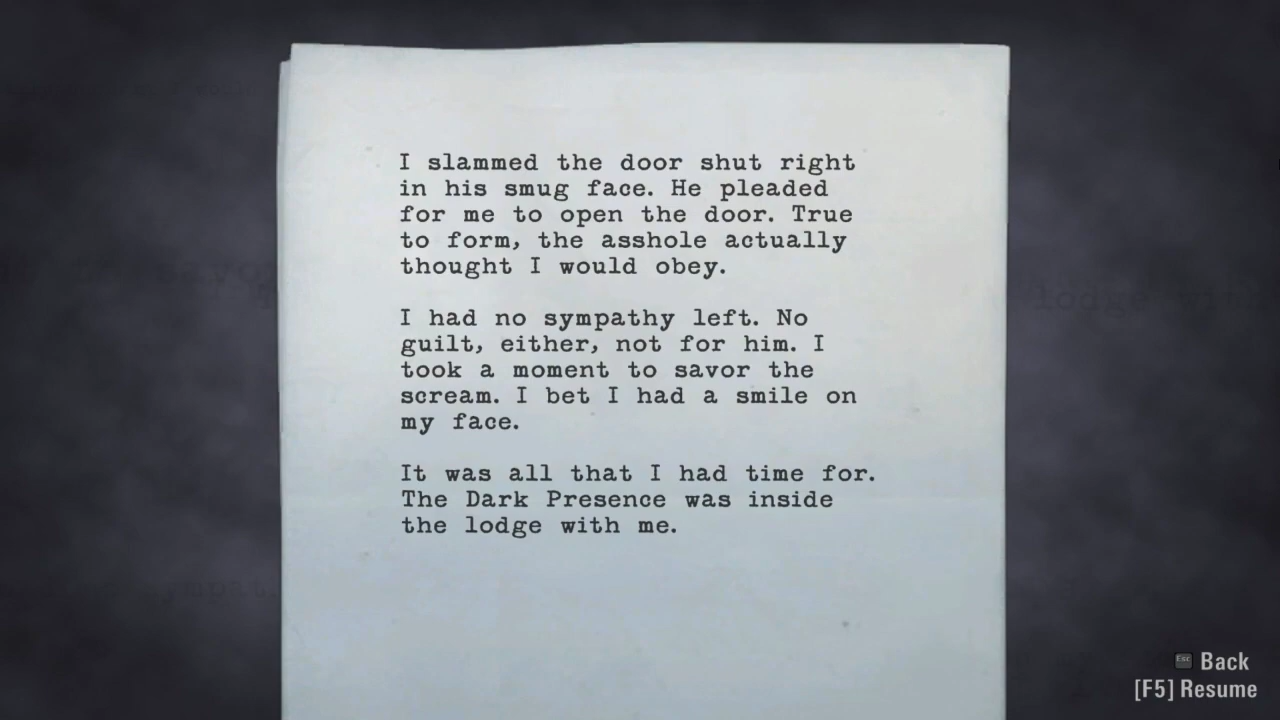 I slammed the door shut right
in his smug face. He pleaded
for me to open the door. True
to form, the asshole actually
thought I would obey.
I had no sympathy left. No
guilt, either, not for him. I
took a moment to savor the
scream. I bet I had a smile on
my face.
It was all that I had time for.
The Dark Presence was inside
the lodge with me.
Esc Back
[F5] Resume